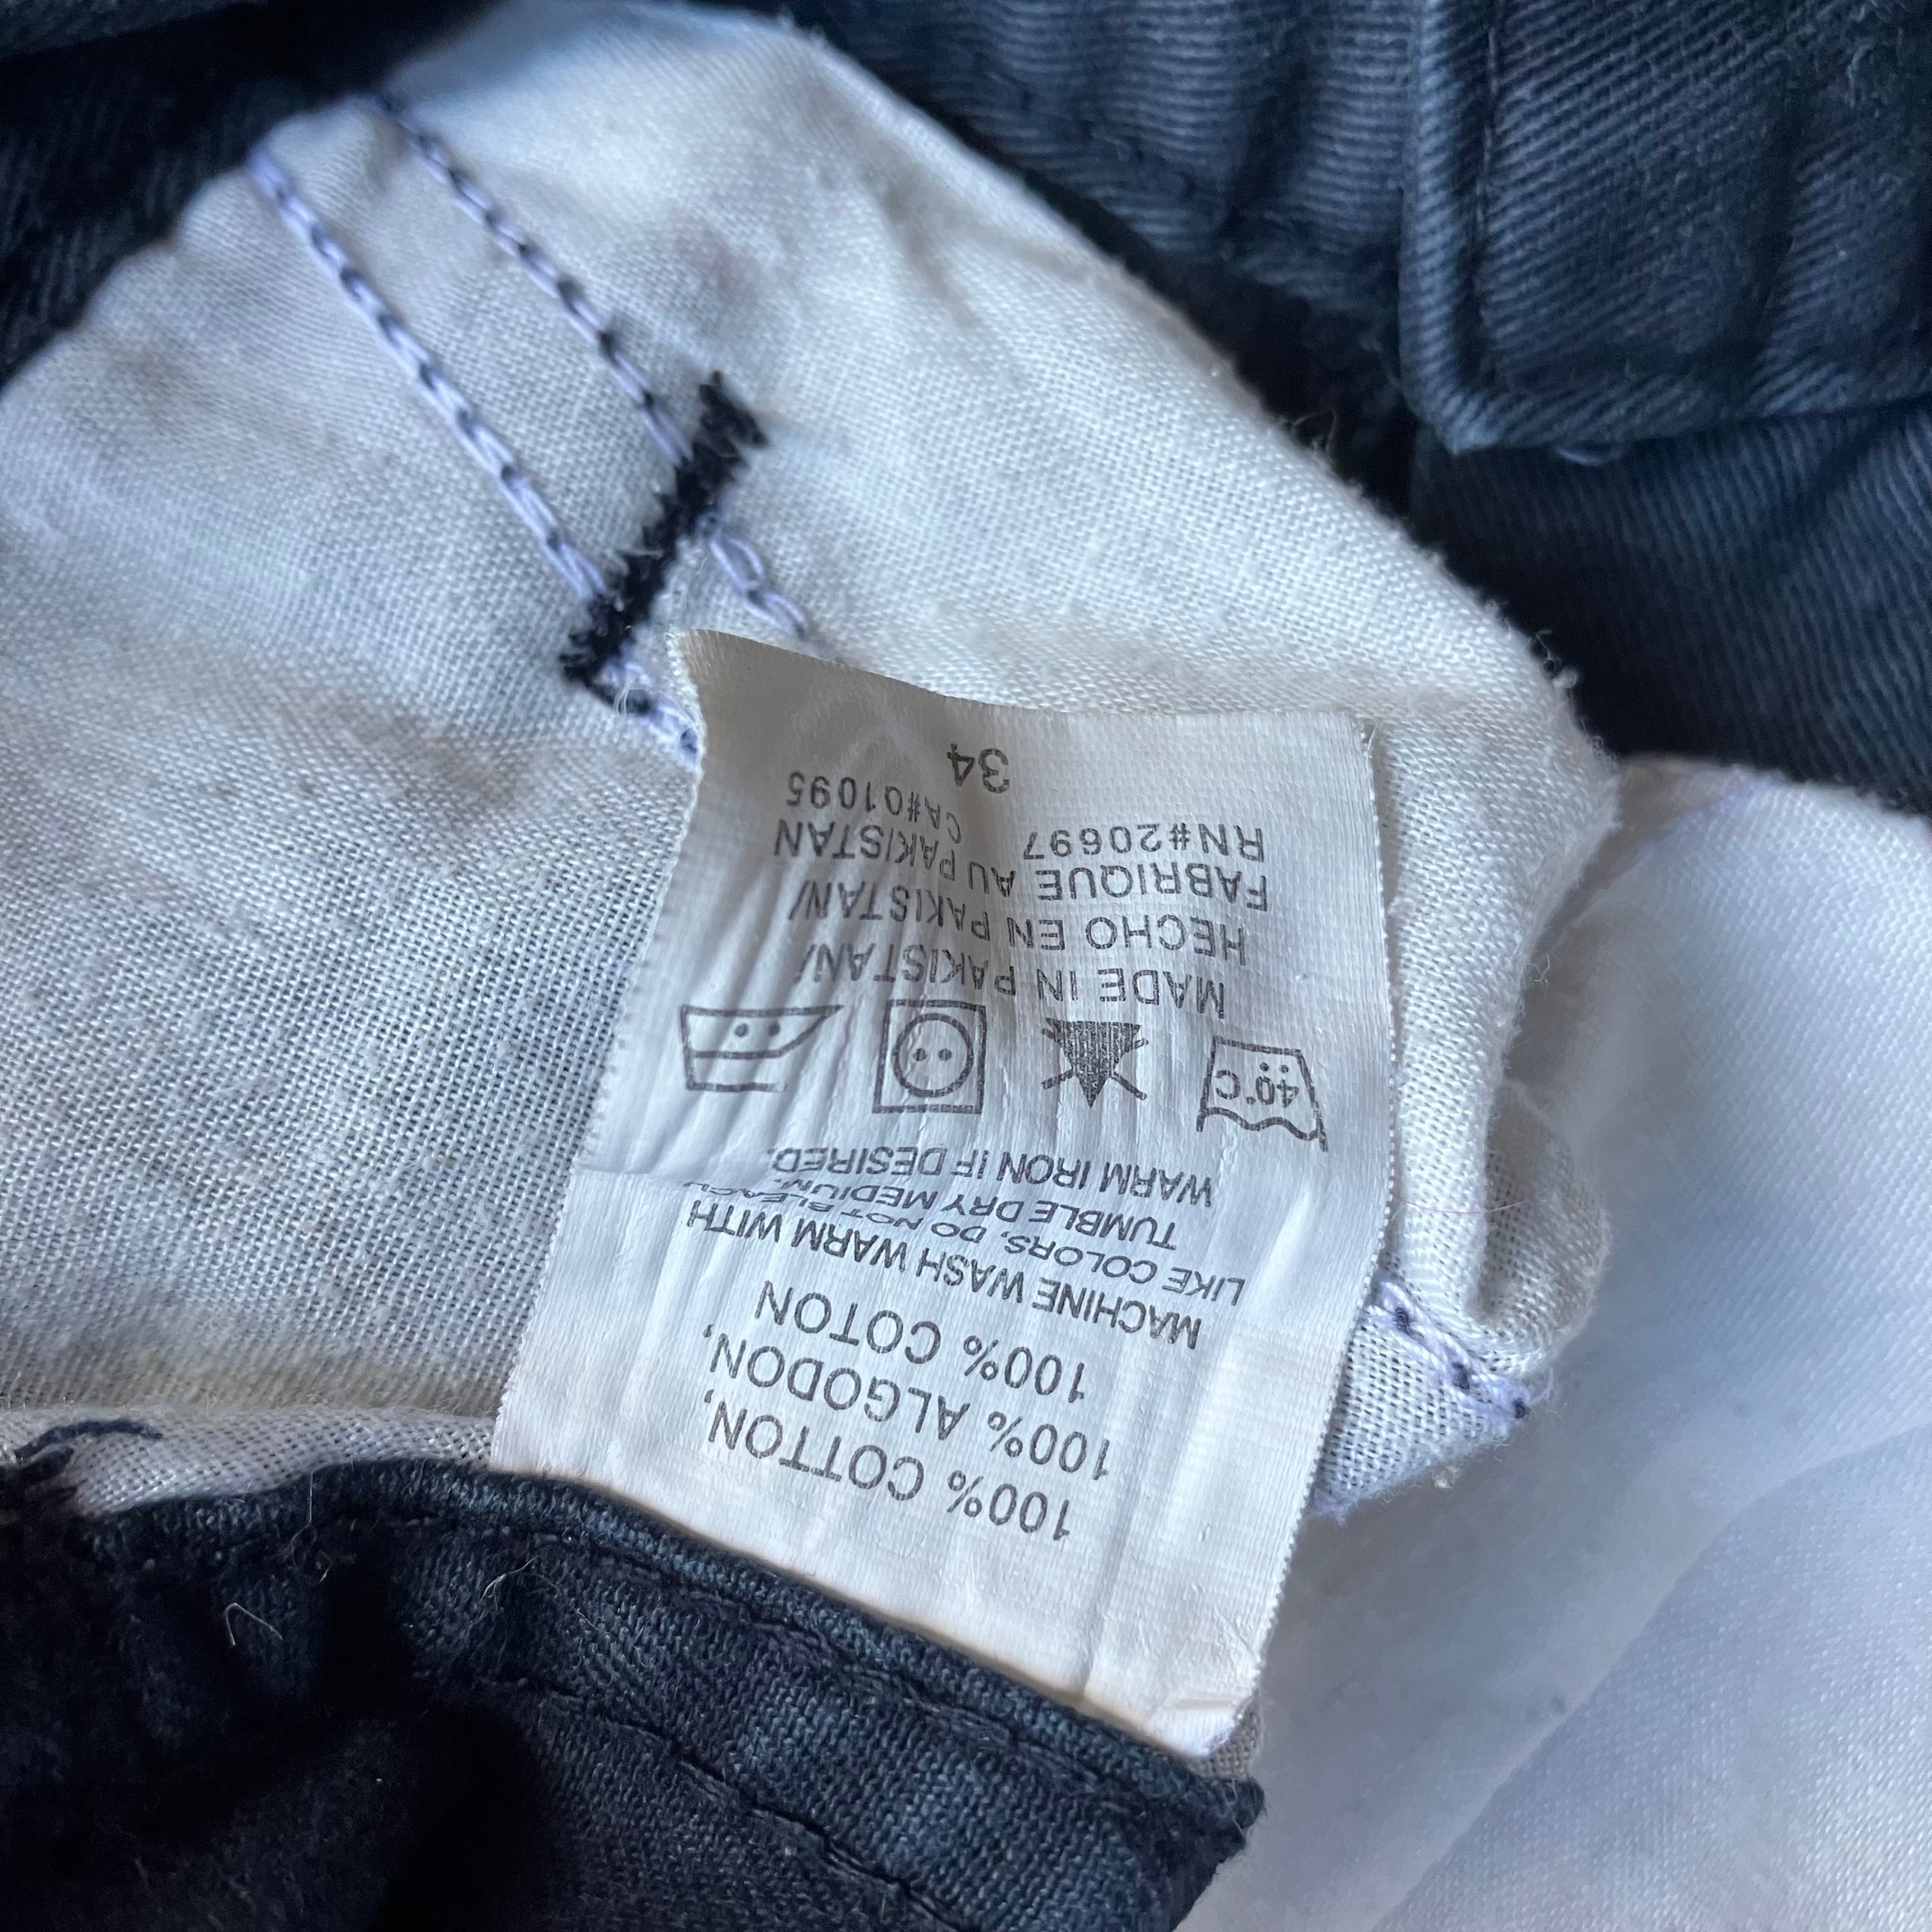 100% COTTON,
100% ALGODON,
100% COTON
MACHINE WASH WARM WITH
LIKE COLORS, DO NOT BLEACH
TUMBLE DRY MEDIUM.
WARM IRON IF DESIRED.
40°C
MADE IN PAKISTAN/
HECHO EN PAKISTAN/
FABRIQUE AU PAKISTAN
RN#20697 CA#01095
34